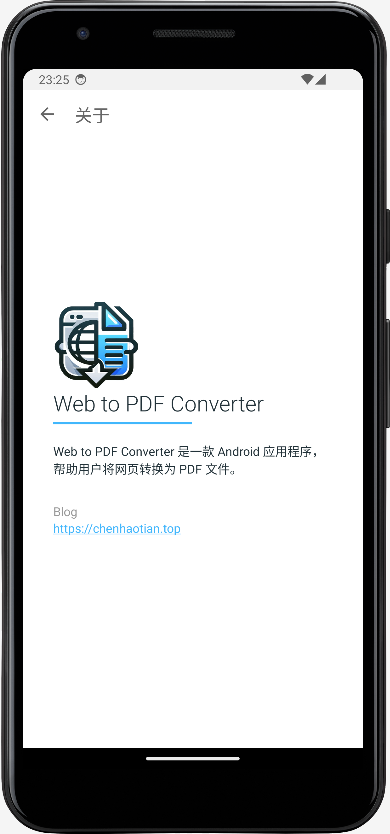 23:25
关于
Web to PDF Converter
Web to PDF Converter 是一款 Android 应用程序，
帮助用户将网页转换为 PDF 文件。
Blog
https://chenhaotian.top